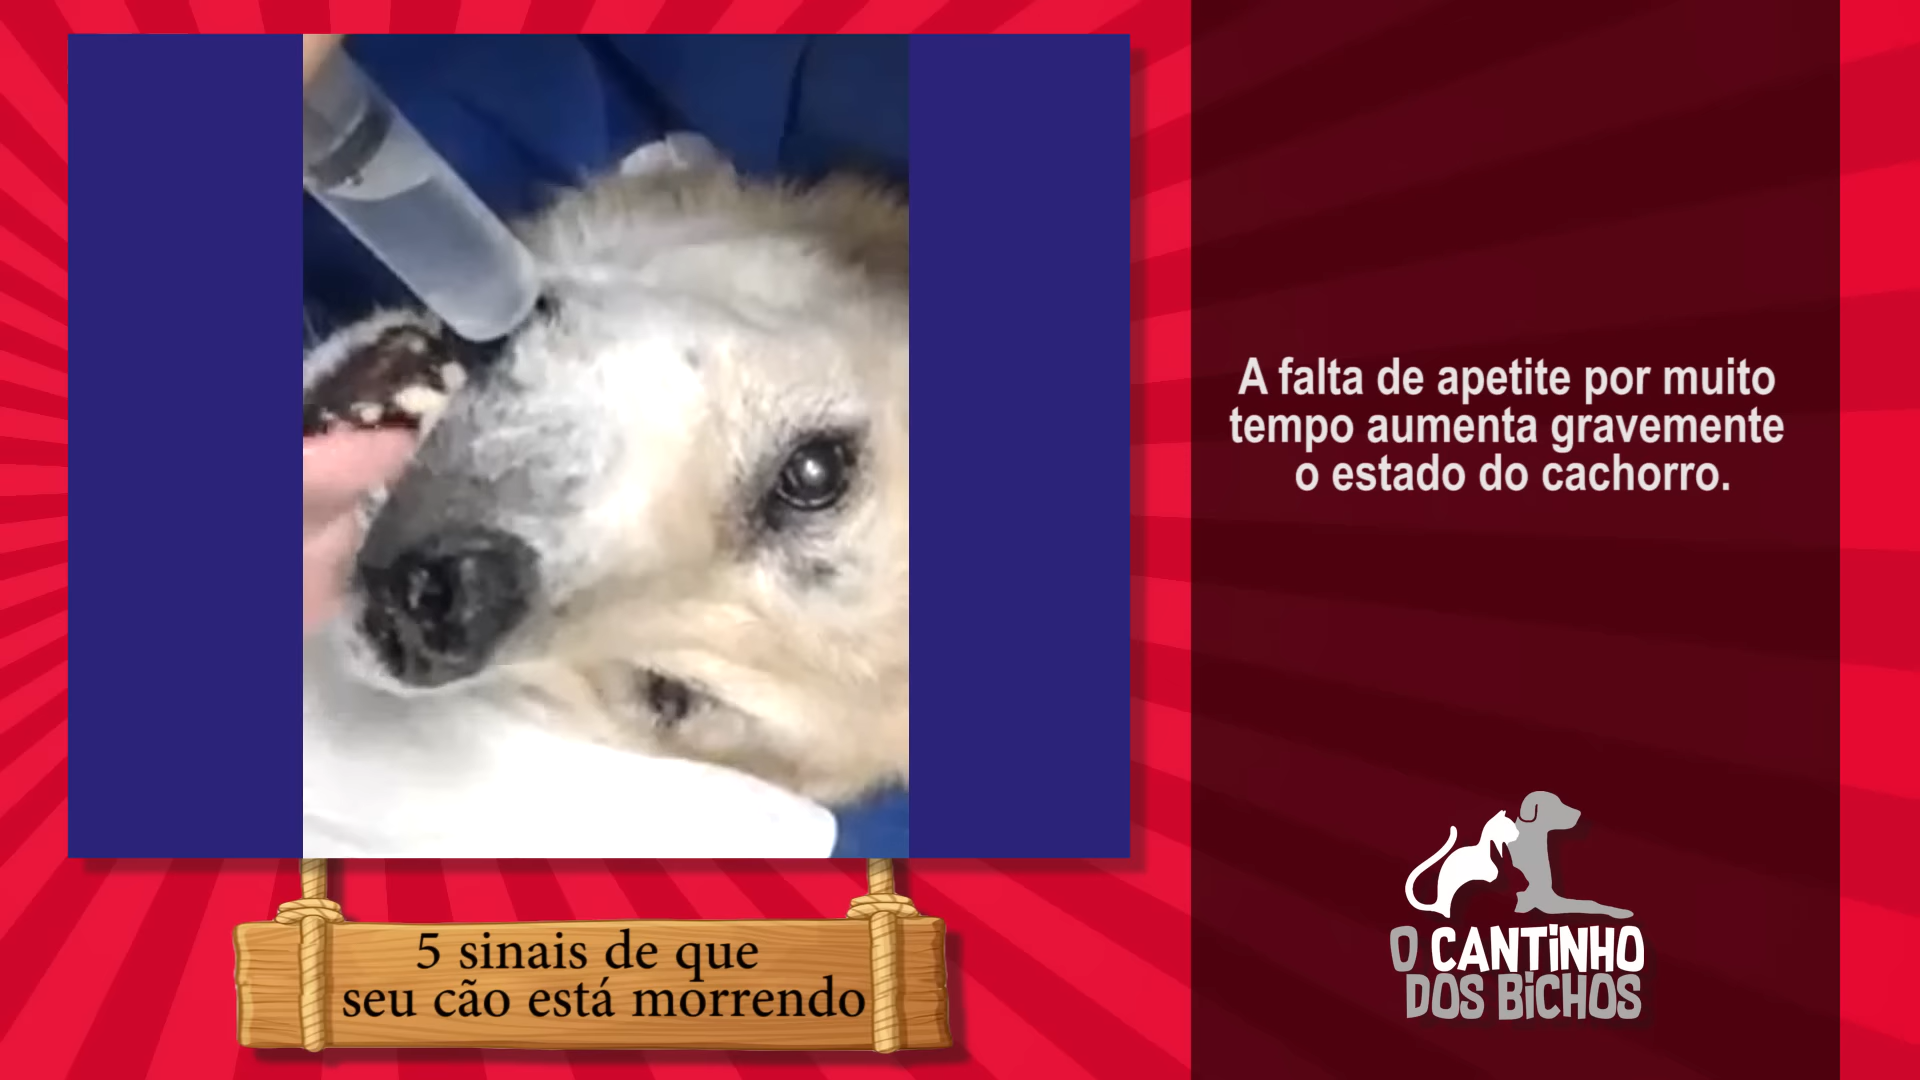 A falta de apetite por muito
tempo aumenta gravemente
o estado do cachorro.
5 sinais de que
seu cão está morrendo
O CANTINHO
DOS BICHOS